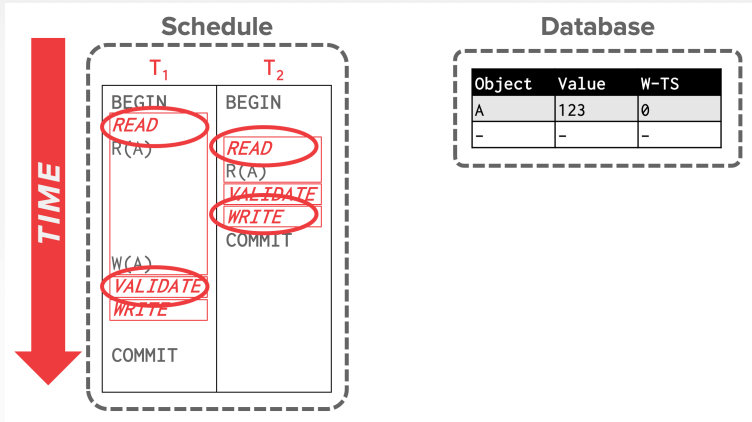 Schedule
Database
TIME
T1
T2
BEGIN
READ
R(A)
W(A)
VALIDATE
WRITE
COMMIT
BEGIN
READ
R(A)
VALIDATE
WRITE
COMMIT
Object Value W-TS
A 123 0
– – –